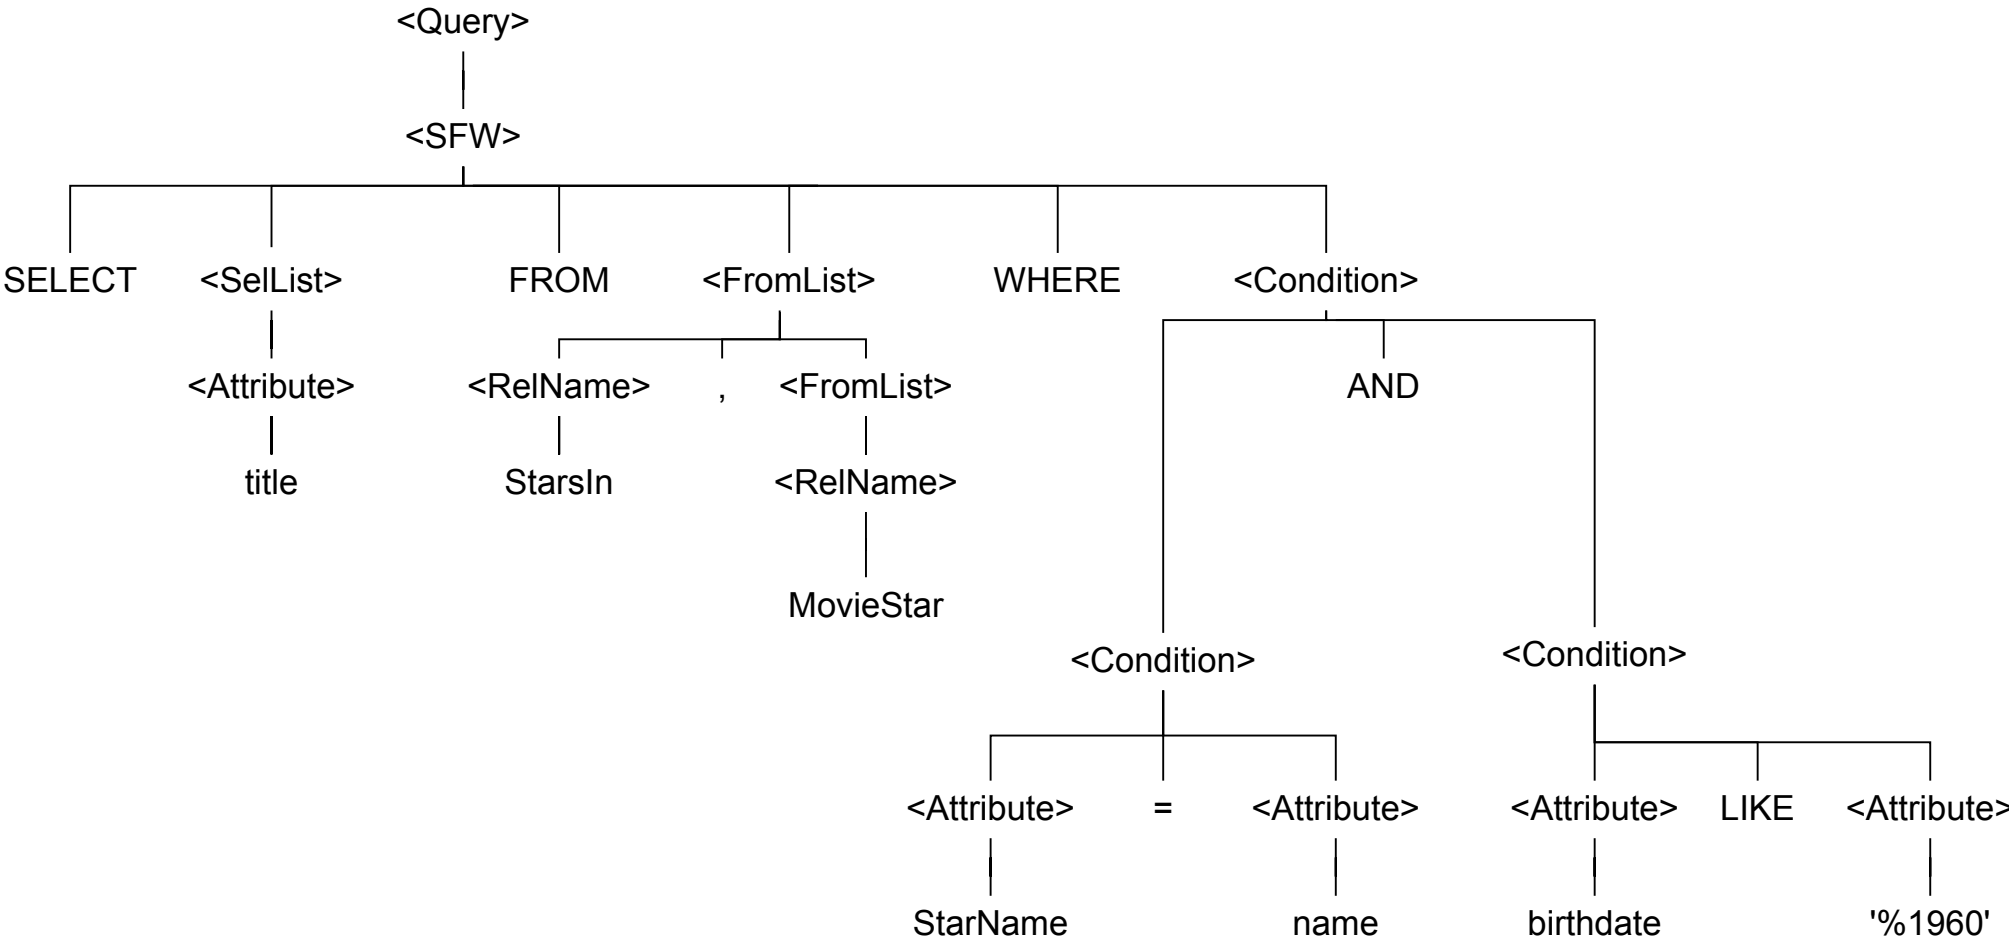 <Query>
<SFW>
SELECT <SelList> FROM <FromList> WHERE <Condition>
<Attribute> <RelName> , <FromList> AND
title StarsIn <RelName>
MovieStar
<Condition> <Condition>
<Attribute> = <Attribute> <Attribute> LIKE <Attribute>
StarName name birthdate '%1960'